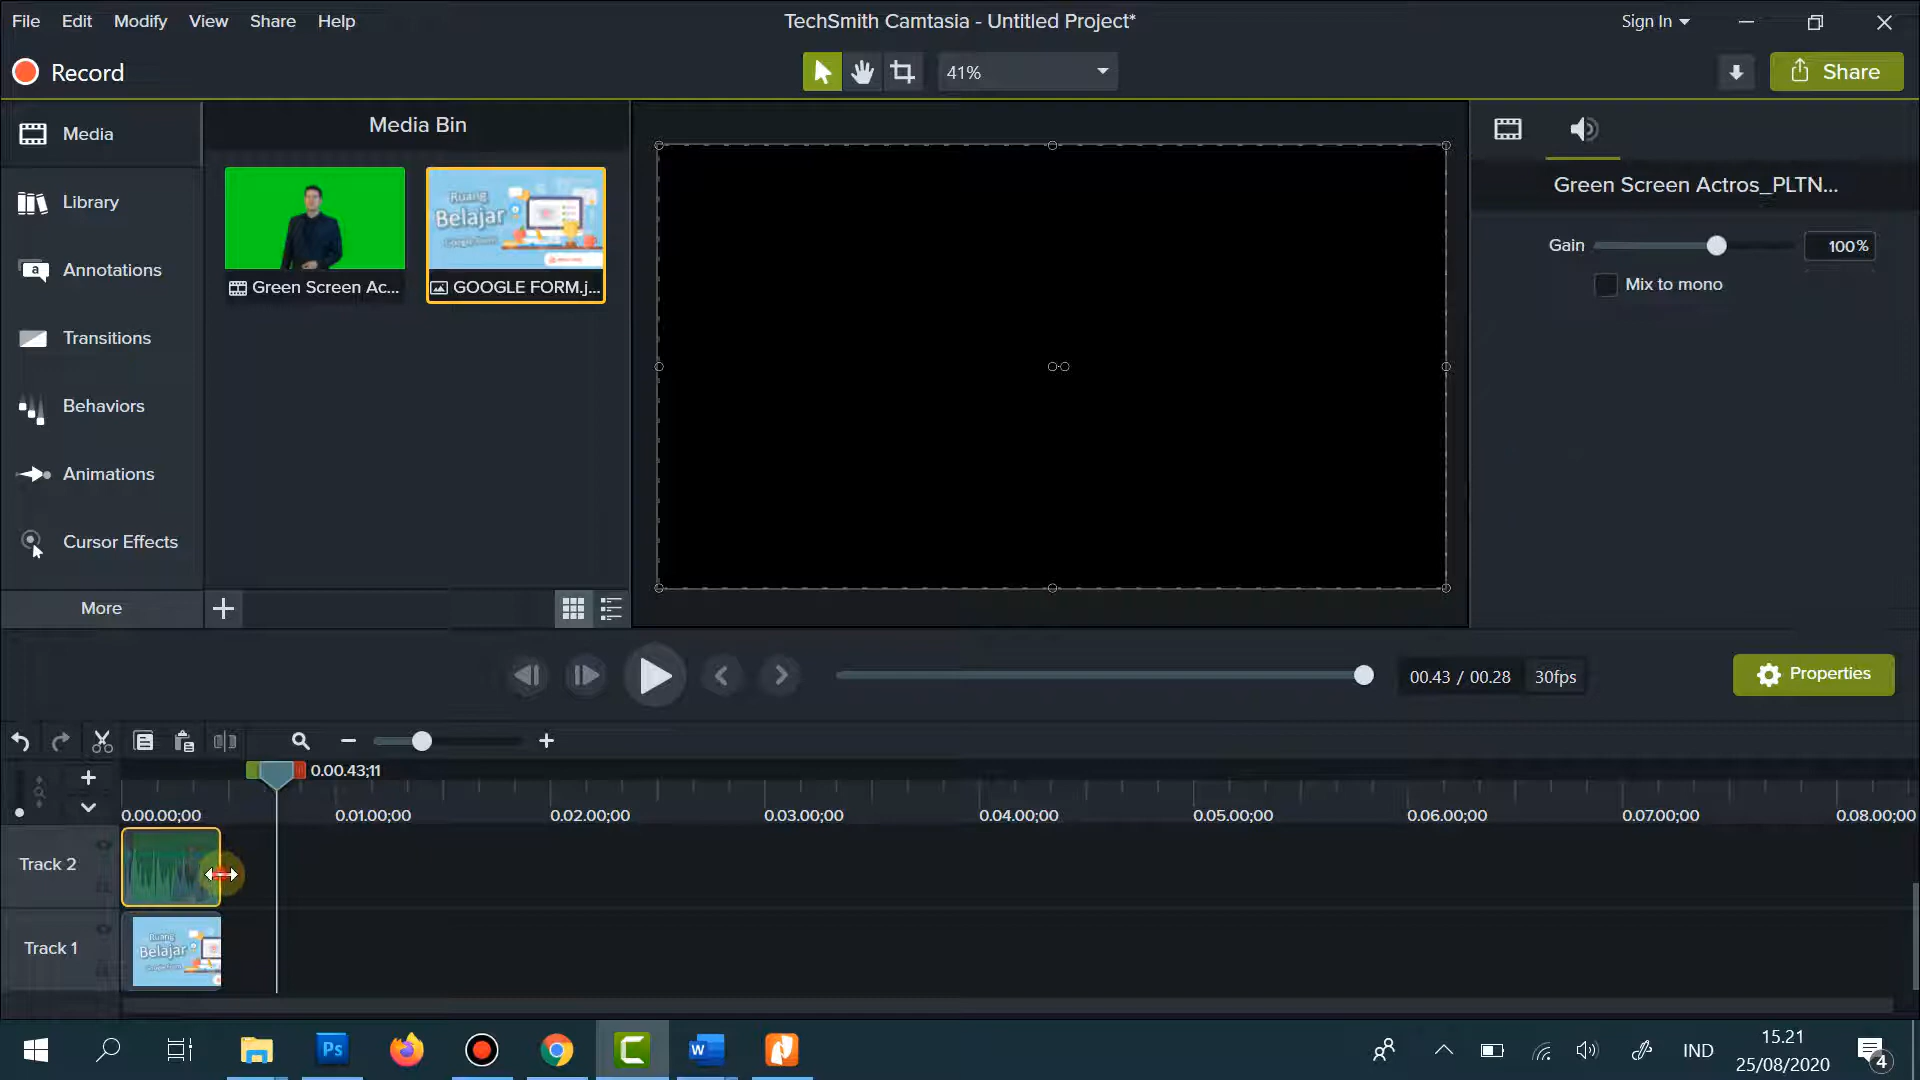 File Edit Modify View Share Help
TechSmith Camtasia - Untitled Project*
Sign In
Record
41%
Share
Media
Media Bin
Green Screen Actros_PLTN...
Library
Ruang
Belajar
Gain
100%
Mix to mono
Green Screen Ac...
GOOGLE FORM.j...
a
Annotations
Transitions
Behaviors
Animations
Cursor Effects
More
00.43 / 00.28
30fps
Properties
0.00.43;11
0.00.00;00
0.01.00;00
0.02.00;00
0.03.00;00
0.04.00;00
0.05.00;00
0.06.00;00
0.07.00;00
0.08.00;00
Track 2
Track 1
Ruang
Belajar
Ps
W
IND
15.21
25/08/2020
4